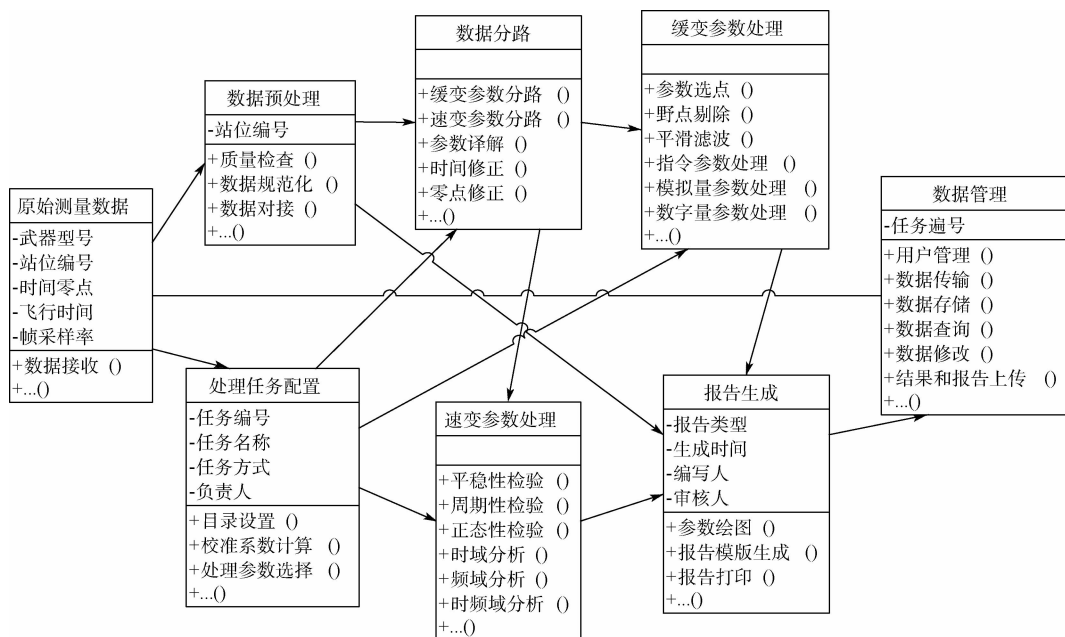 原始测量数据
-武器型号
-站位编号
-时间零点
-飞行时间
-帧采样率
+数据接收 ()
+...()
数据预处理
-站位编号
+质量检查 ()
+数据规范化 ()
+数据对接 ()
+...()
处理任务配置
-任务编号
-任务名称
-任务方式
-负责人
+目录设置 ()
+校准系数计算 ()
+处理参数选择 ()
+...()
数据分路
+缓变参数分路 ()
+速变参数分路 ()
+参数译解 ()
+时间修正 ()
+零点修正 ()
+...()
速变参数处理
+平稳性检验 ()
+周期性检验 ()
+正态性检验 ()
+时域分析 ()
+频域分析 ()
+时频域分析 ()
+...()
缓变参数处理
+参数选点 ()
+野点剔除 ()
+平滑滤波 ()
+指令参数处理 ()
+模拟量参数处理 ()
+数字量参数处理 ()
+...()
报告生成
-报告类型
-生成时间
-编写人
-审核人
+参数绘图 ()
+报告模版生成 ()
+报告打印 ()
+...()
数据管理
-任务遍号
+用户管理 ()
+数据传输 ()
+数据存储 ()
+数据查询 ()
+数据修改 ()
+结果和报告上传 ()
+...()